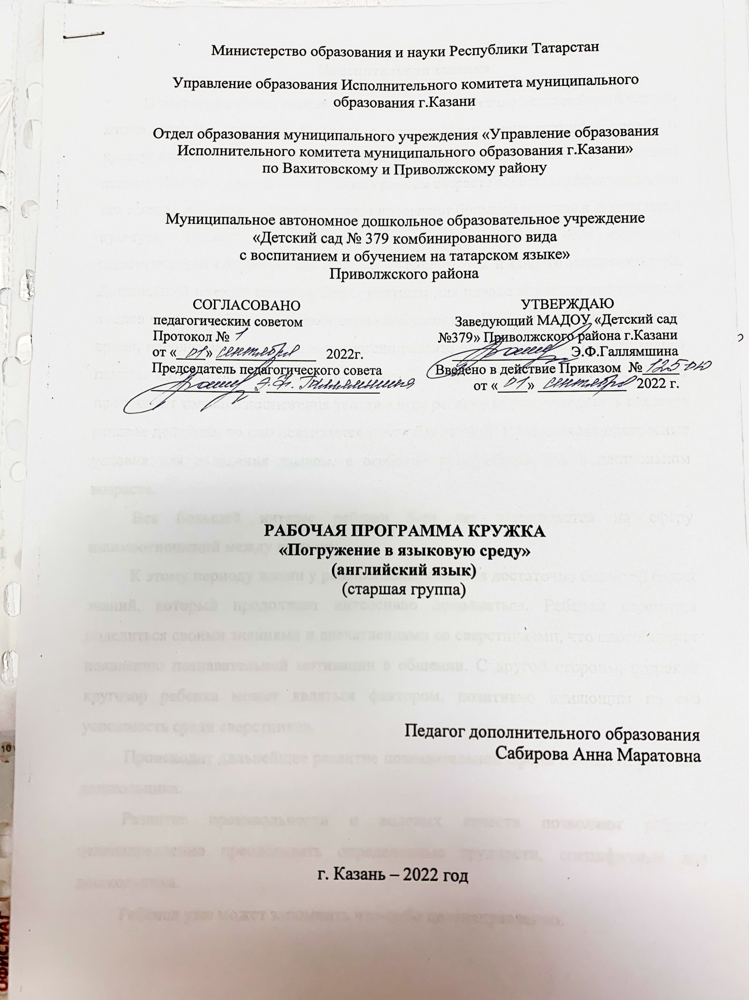 Министерство образования и науки Республики Татарстан
Управление образования Исполнительного комитета муниципального
образования г.Казани
Отдел образования муниципального учреждения «Управление образования
Исполнительного комитета муниципального образования г.Казани»
по Вахитовскому и Приволжскому району
Муниципальное автономное дошкольное образовательное учреждение
«Детский сад № 379 комбинированного вида
с воспитанием и обучением на татарском языке»
Приволжского района
СОГЛАСОВАНО
педагогическим советом
Протокол № 1
от «01» сентября 2022г.
Председатель педагогического совета
Э.Ф. Галлямшина
УТВЕРЖДАЮ
Заведующий МАДОУ «Детский сад
№379» Приволжского района г.Казани
Э.Ф.Галлямшина
Введено в действие Приказом №125-ОД
от «01» сентября 2022 г.
РАБОЧАЯ ПРОГРАММА КРУЖКА
«Погружение в языковую среду»
(английский язык)
(старшая группа)
Педагог дополнительного образования
Сабирова Анна Маратовна
г. Казань – 2022 год
10
ОФИСМАГ